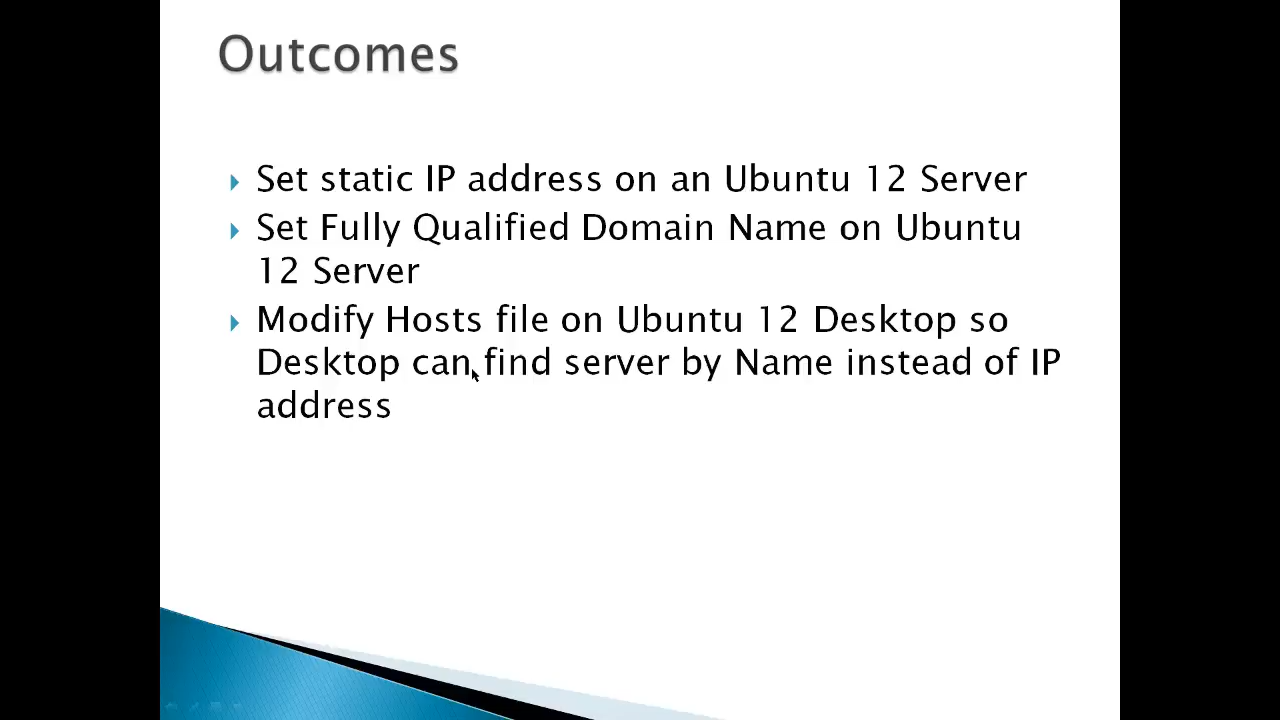 Outcomes
Set static IP address on an Ubuntu 12 Server
Set Fully Qualified Domain Name on Ubuntu
12 Server
Modify Hosts file on Ubuntu 12 Desktop so
Desktop can find server by Name instead of IP
address